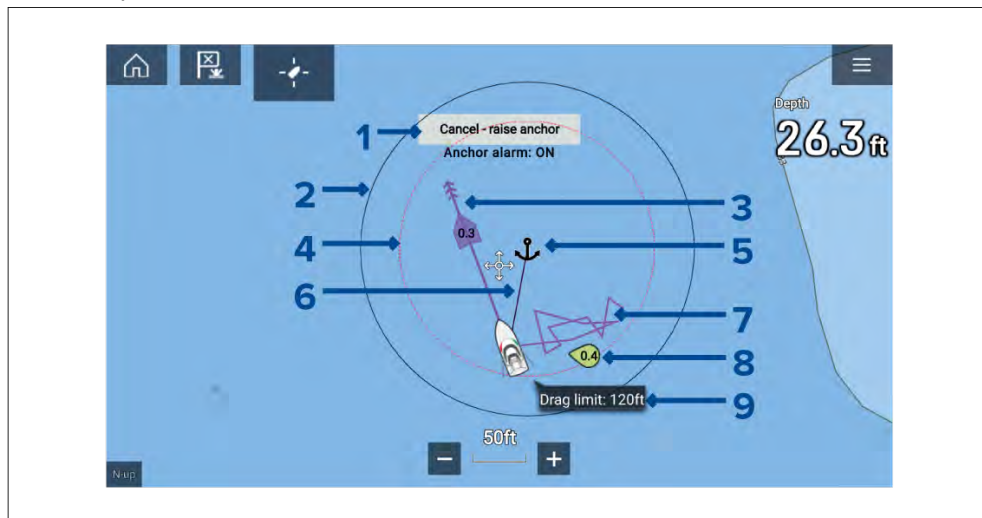 Depth
26.3 ft
1
Cancel - raise anchor
Anchor alarm: ON
2
3
4
0.3
5
6
7
0.4
8
Drag limit: 120ft
9
50ft
N-up